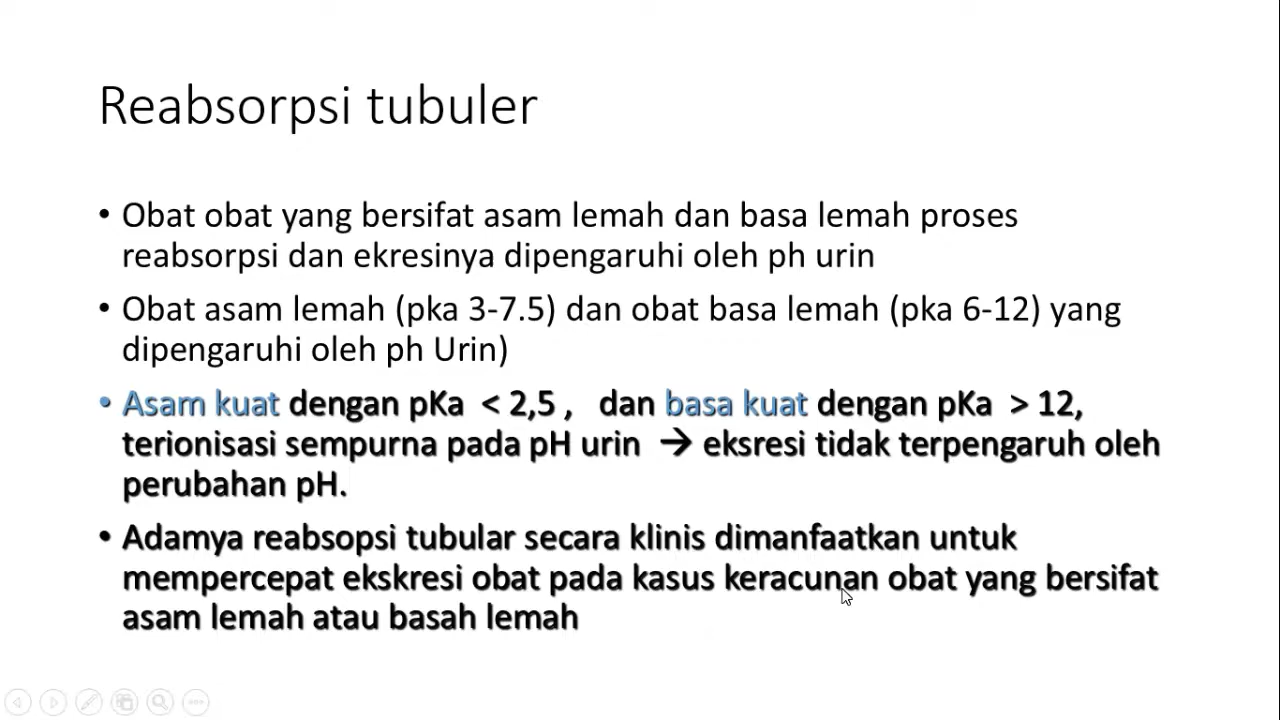 Reabsorpsi tubuler
• Obat obat yang bersifat asam lemah dan basa lemah proses
reabsorpsi dan ekresinya dipengaruhi oleh ph urin
• Obat asam lemah (pka 3-7.5) dan obat basa lemah (pka 6-12) yang
dipengaruhi oleh ph Urin)
• Asam kuat dengan pKa < 2,5 , dan basa kuat dengan pKa > 12,
terionisasi sempurna pada pH urin → eksresi tidak terpengaruh oleh
perubahan pH.
• Adamya reabsopsi tubular secara klinis dimanfaatkan untuk
mempercepat ekskresi obat pada kasus keracunan obat yang bersifat
asam lemah atau basah lemah